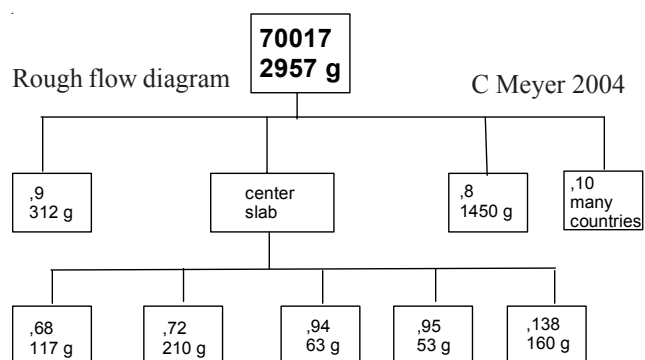 70017
2957 g
Rough flow diagram
C Meyer 2004
,9
312 g
center
slab
,8
1450 g
,10
many
countries
,68
117 g
,72
210 g
,94
63 g
,95
53 g
,138
160 g